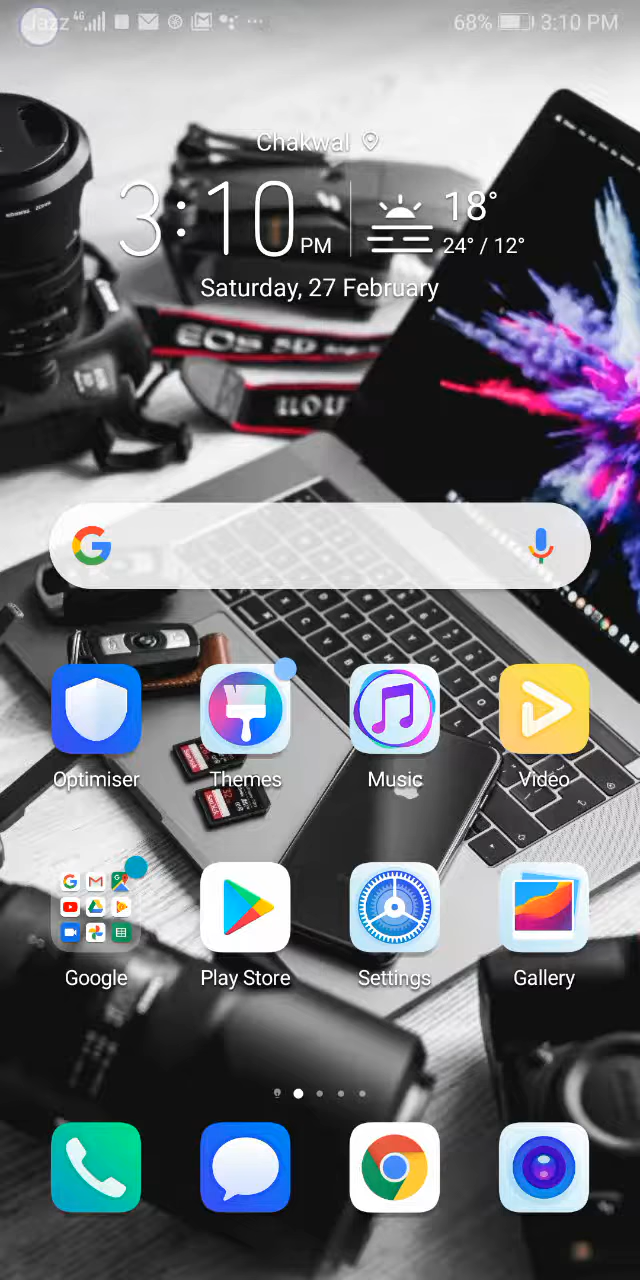 Jazz 4G 68% 3:10 PM
Chakwal
3:10 PM 18°
24° / 12°
Saturday, 27 February
EOS 5D
Optimiser Themes Music Video
Google Play Store Settings Gallery